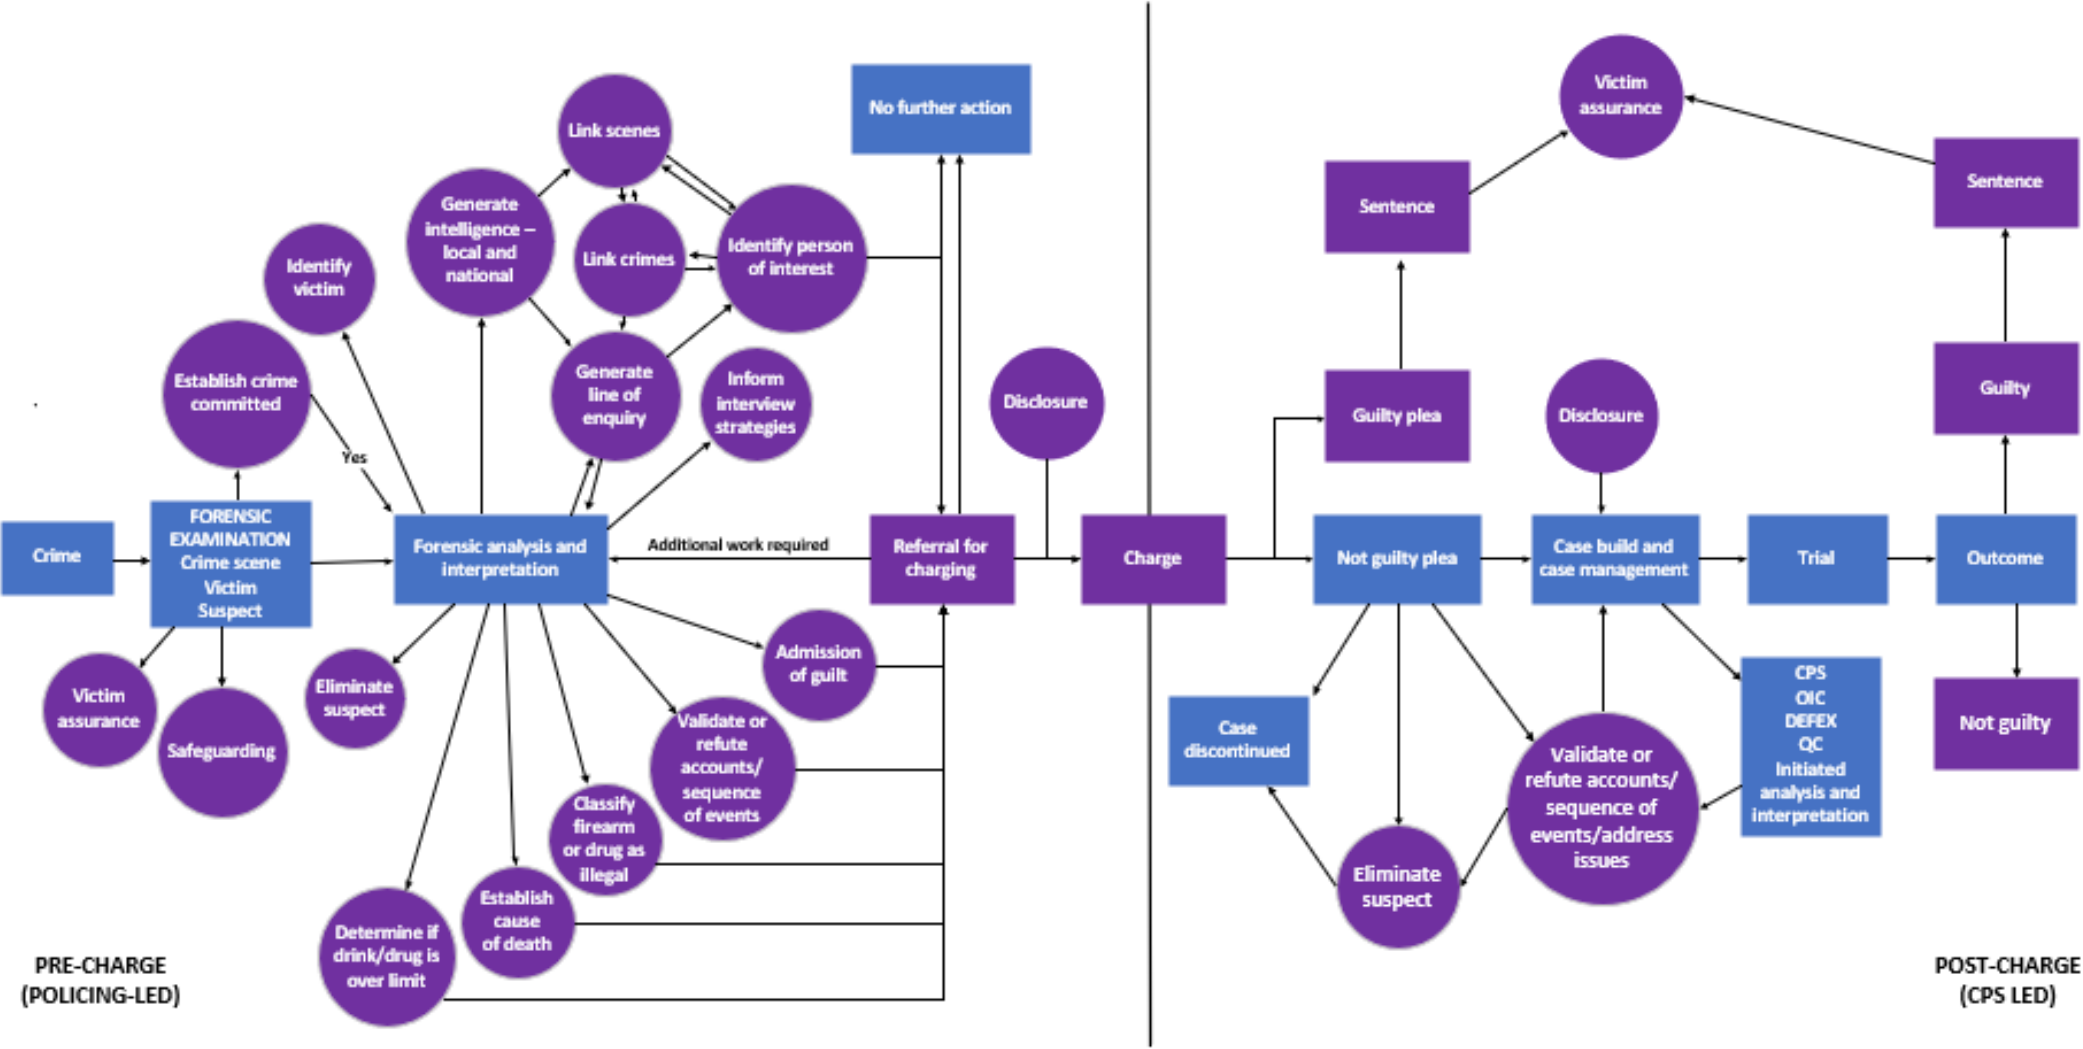 Crime
FORENSIC
EXAMINATION
Crime scene
Victim
Suspect
Establish crime
committed
Yes
Victim
assurance
Safeguarding
Identify
victim
Forensic analysis and
interpretation
Generate
intelligence –
local and
national
Link scenes
Link crimes
Identify person
of interest
Generate
line of
enquiry
Inform
interview
strategies
Eliminate
suspect
Determine if
drink/drug is
over limit
Establish
cause
of death
Classify
firearm
or drug as
illegal
Validate or
refute
accounts/
sequence
of events
Admission
of guilt
Additional work required
Referral for
charging
No further action
Disclosure
Charge
PRE-CHARGE
(POLICING-LED)
Guilty plea
Sentence
Victim
assurance
Not guilty plea
Case
discontinued
Eliminate
suspect
Validate or
refute accounts/
sequence of
events/address
issues
Disclosure
Case build and
case management
CPS
OIC
DEFEX
QC
Initiated
analysis and
interpretation
Trial
Outcome
Guilty
Sentence
Not guilty
POST-CHARGE
(CPS LED)